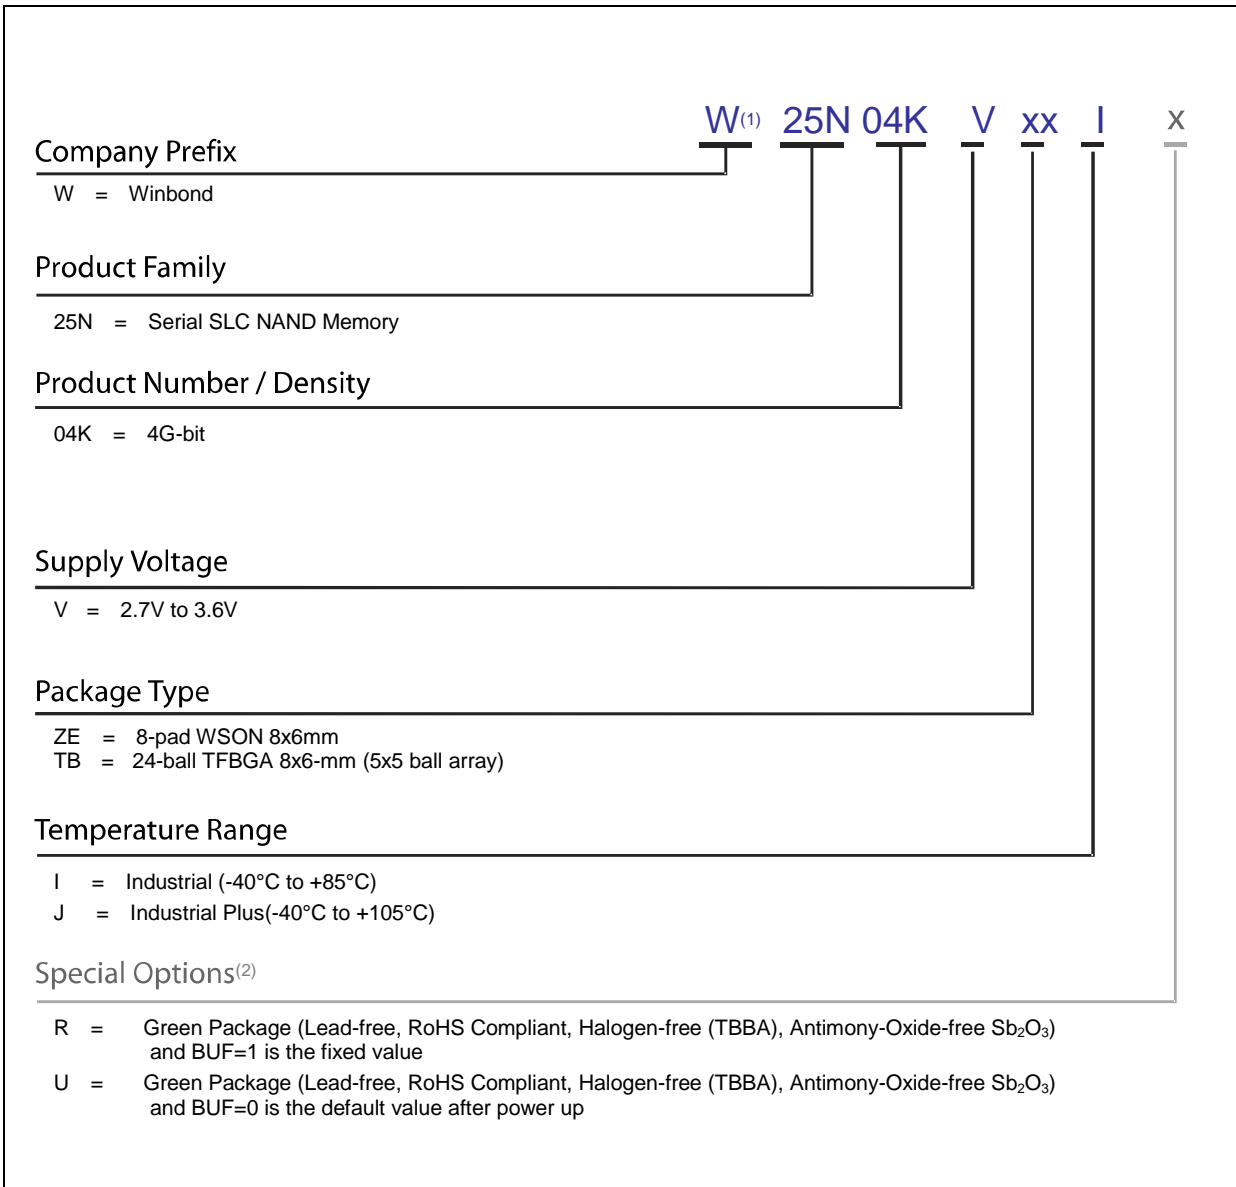 W(1) 25N 04K V xx I x
Company Prefix
W = Winbond
Product Family
25N = Serial SLC NAND Memory
Product Number / Density
04K = 4G-bit
Supply Voltage
V = 2.7V to 3.6V
Package Type
ZE = 8-pad WSON 8x6mm
TB = 24-ball TFBGA 8x6-mm (5x5 ball array)
Temperature Range
I = Industrial (-40°C to +85°C)
J = Industrial Plus(-40°C to +105°C)
Special Options(2)
R = Green Package (Lead-free, RoHS Compliant, Halogen-free (TBBA), Antimony-Oxide-free Sb₂O₃)
and BUF=1 is the fixed value
U = Green Package (Lead-free, RoHS Compliant, Halogen-free (TBBA), Antimony-Oxide-free Sb₂O₃)
and BUF=0 is the default value after power up